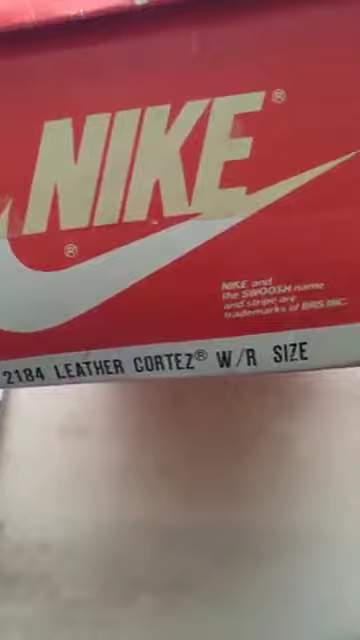 NIKE®
®
NIKE and
the SWOOSH name
and stripe are
trademarks of BRS INC.
2184 LEATHER CORTEZ® W/R SIZE